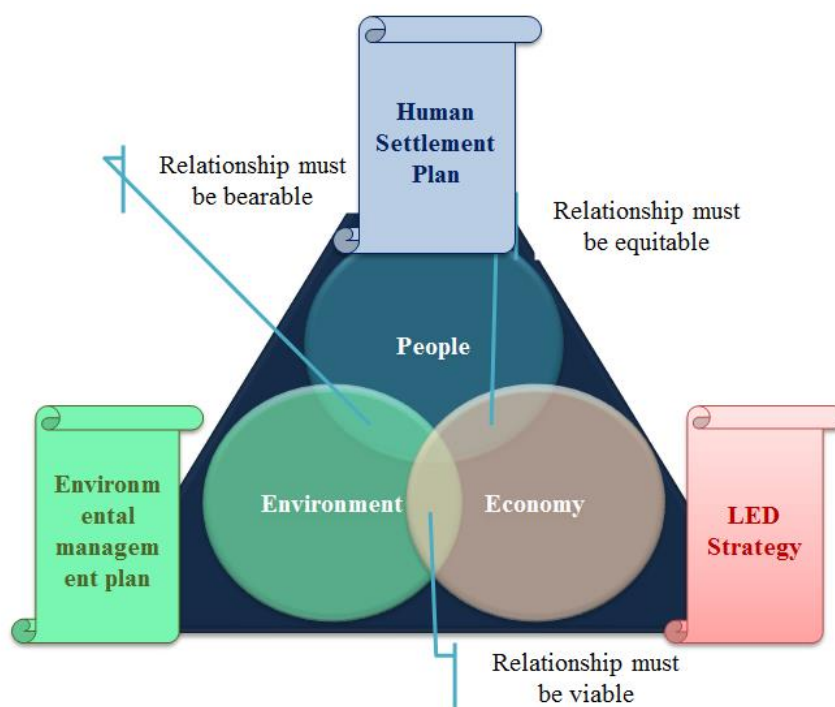 Human
Settlement
Plan
Relationship must
be bearable
Relationship must
be equitable
People
Environment
Economy
Environm
ental
managem
ent plan
LED
Strategy
Relationship must
be viable